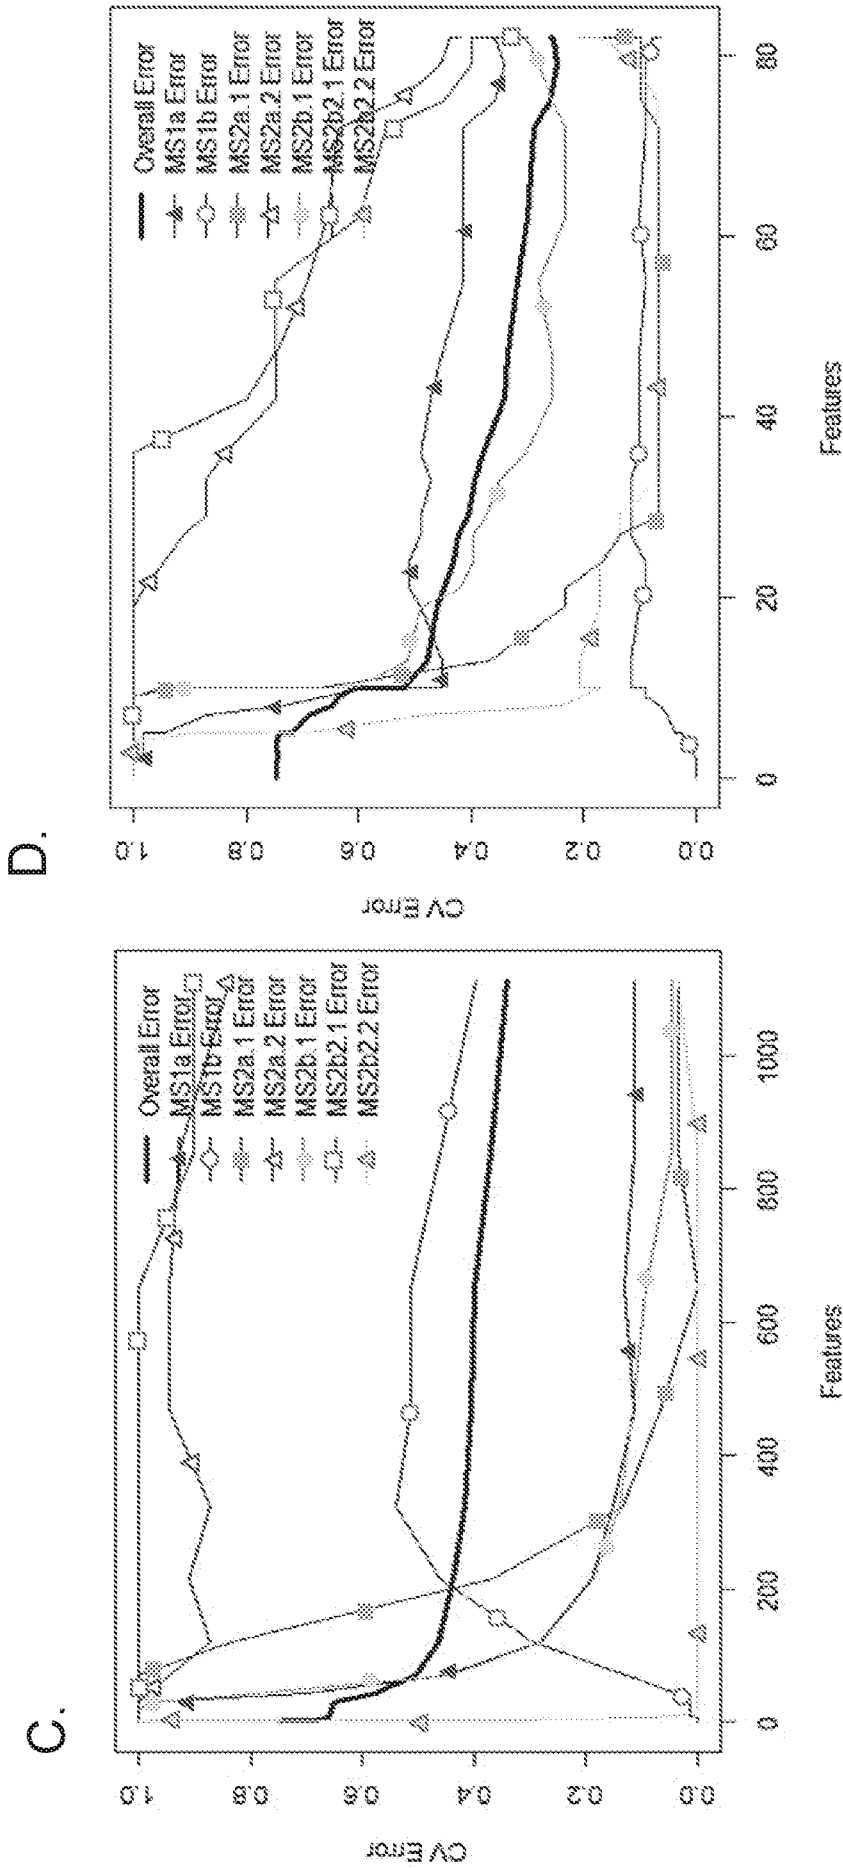 C.
CV Error
1.0
0.8
0.6
0.4
0.2
0.0
Overall Error
MS1a Error
MS1b Error
MS2a.1 Error
MS2a.2 Error
MS2b.1 Error
MS2b2.1 Error
MS2b2.2 Error
0 200 400 600 800 1000
Features
D.
CV Error
1.0
0.8
0.6
0.4
0.2
0.0
Overall Error
MS1a Error
MS1b Error
MS2a.1 Error
MS2a.2 Error
MS2b.1 Error
MS2b2.1 Error
MS2b2.2 Error
0 20 40 60 80
Features